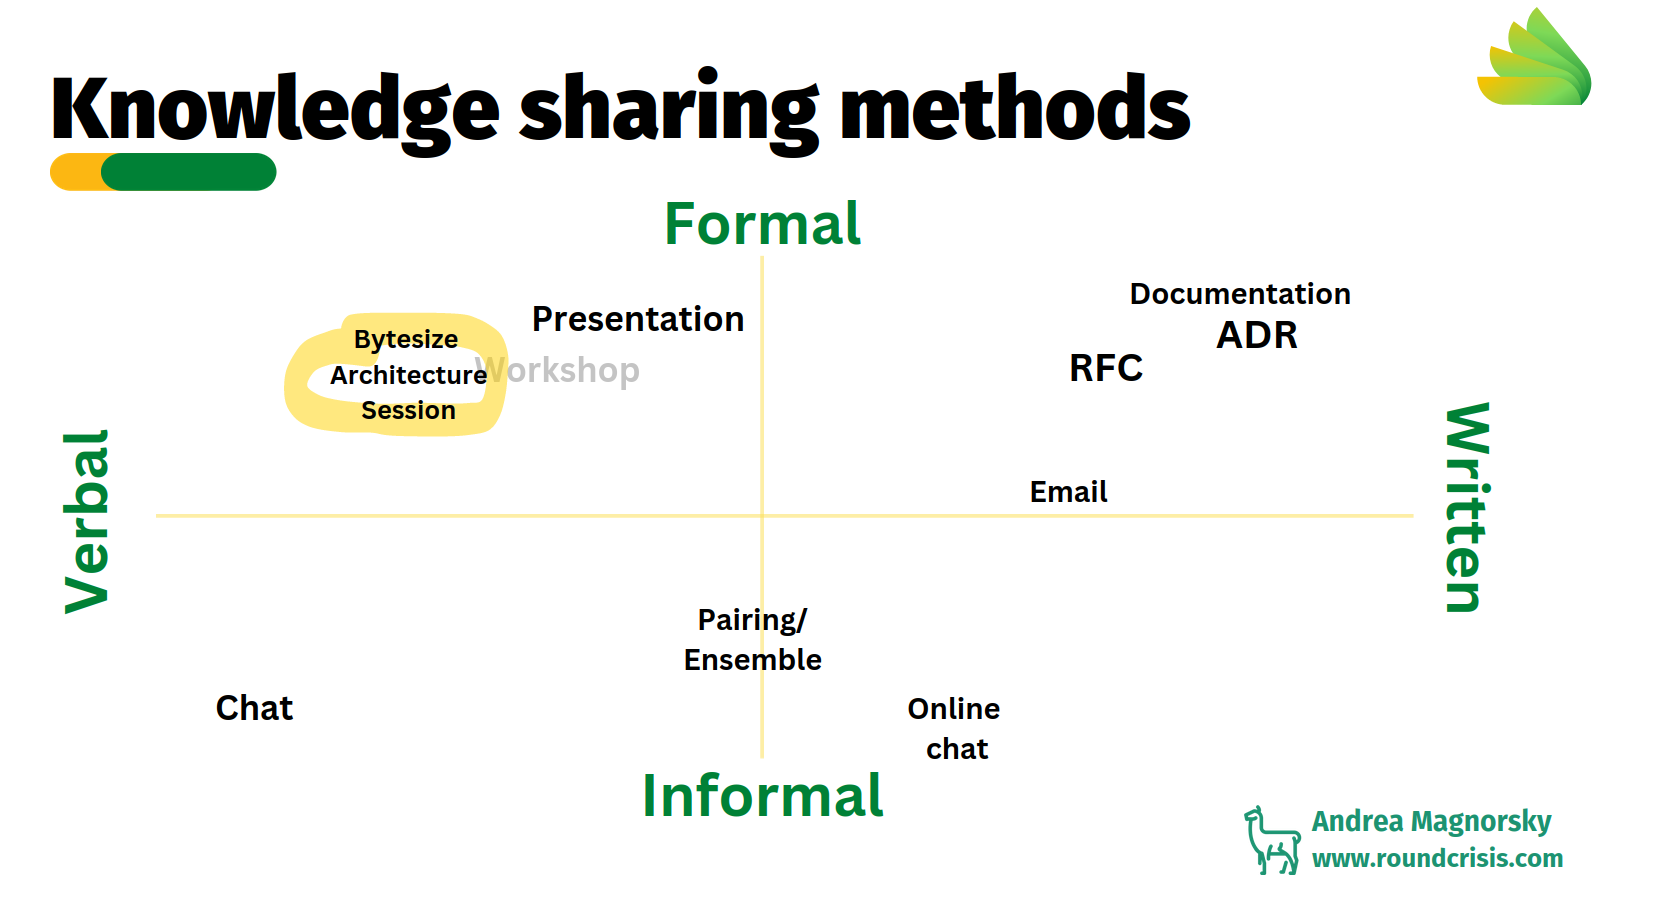 Knowledge sharing methods
Formal
Documentation
Presentation
ADR
Bytesize
Architecture
Session
Workshop
RFC
Verbal
Written
Email
Pairing/
Ensemble
Chat
Online
chat
Informal
Andrea Magnorsky
www.roundcrisis.com